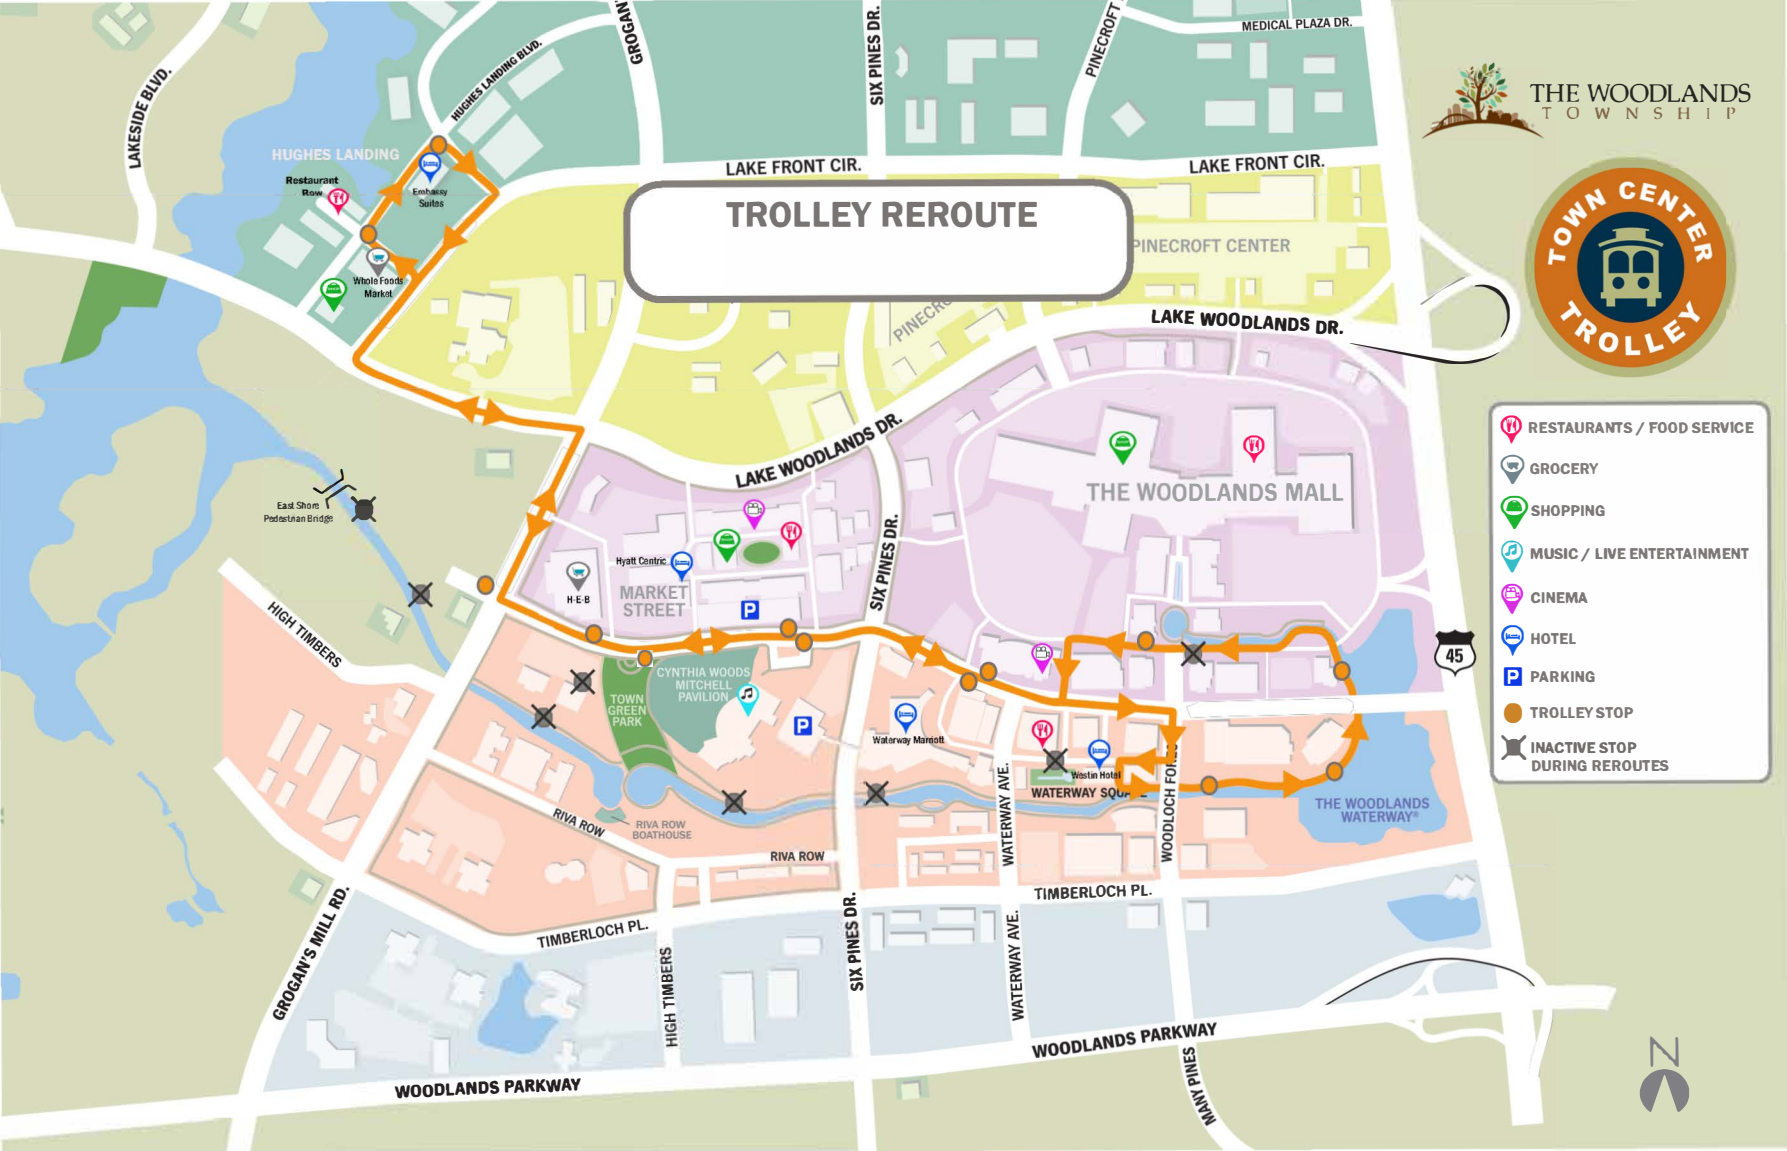 MEDICAL PLAZA DR.
GROGAN
SIX PINES DR.
PINECROFT
LAKESIDE BLVD.
HUGHES LANDING BLVD.
THE WOODLANDS
TOWNSHIP
HUGHES LANDING
LAKE FRONT CIR.
LAKE FRONT CIR.
Restaurant
Row
Embassy
Suites
TROLLEY REROUTE
TOWN CENTER
TROLLEY
PINECROFT CENTER
Whole Foods
Market
PINECRO
LAKE WOODLANDS DR.
LAKE WOODLANDS DR.
THE WOODLANDS MALL
RESTAURANTS / FOOD SERVICE
GROCERY
SHOPPING
MUSIC / LIVE ENTERTAINMENT
CINEMA
HOTEL
P PARKING
TROLLEY STOP
INACTIVE STOP
DURING REROUTES
East Shore
Pedestrian Bridge
Hyatt Centric
H-E-B
MARKET
STREET
P
SIX PINES DR.
HIGH TIMBERS
45
CYNTHIA WOODS
MITCHELL
PAVILION
TOWN
GREEN
PARK
P
Waterway Marriott
Westin Hotel
WATERWAY SQU
WATERWAY AVE.
WOODLOCH FORES
THE WOODLANDS
WATERWAY®
RIVA ROW
RIVA ROW
BOATHOUSE
RIVA ROW
TIMBERLOCH PL.
TIMBERLOCH PL.
GROGAN'S MILL RD.
HIGH TIMBERS
SIX PINES DR.
WATERWAY AVE.
WOODLANDS PARKWAY
WOODLANDS PARKWAY
MANY PINES
N